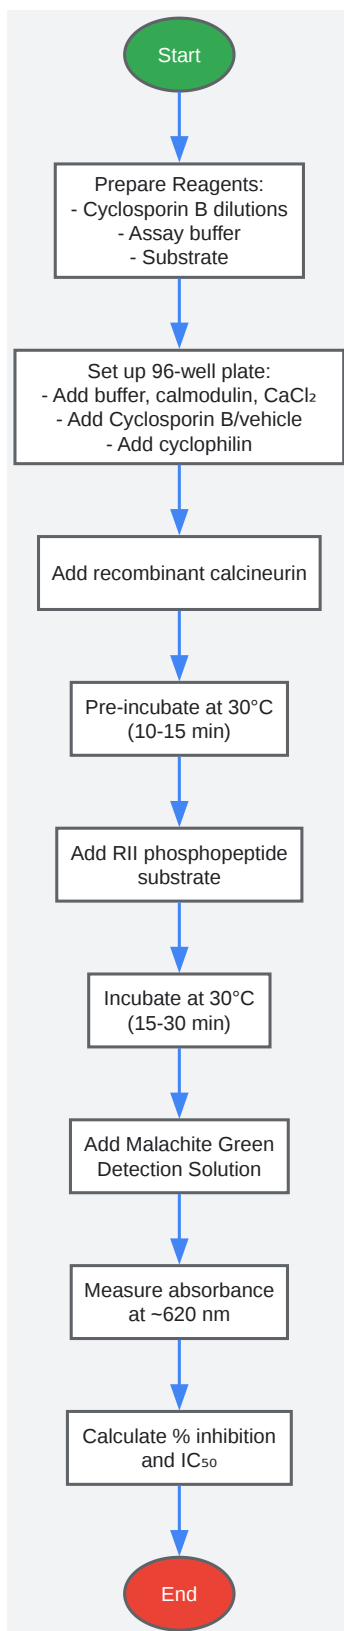 Start
Prepare Reagents:
- Cyclosporin B dilutions
- Assay buffer
- Substrate
Set up 96-well plate:
- Add buffer, calmodulin, CaCl₂
- Add Cyclosporin B/vehicle
- Add cyclophilin
Add recombinant calcineurin
Pre-incubate at 30°C
(10-15 min)
Add RII phosphopeptide
substrate
Incubate at 30°C
(15-30 min)
Add Malachite Green
Detection Solution
Measure absorbance
at ~620 nm
Calculate % inhibition
and IC₅₀
End